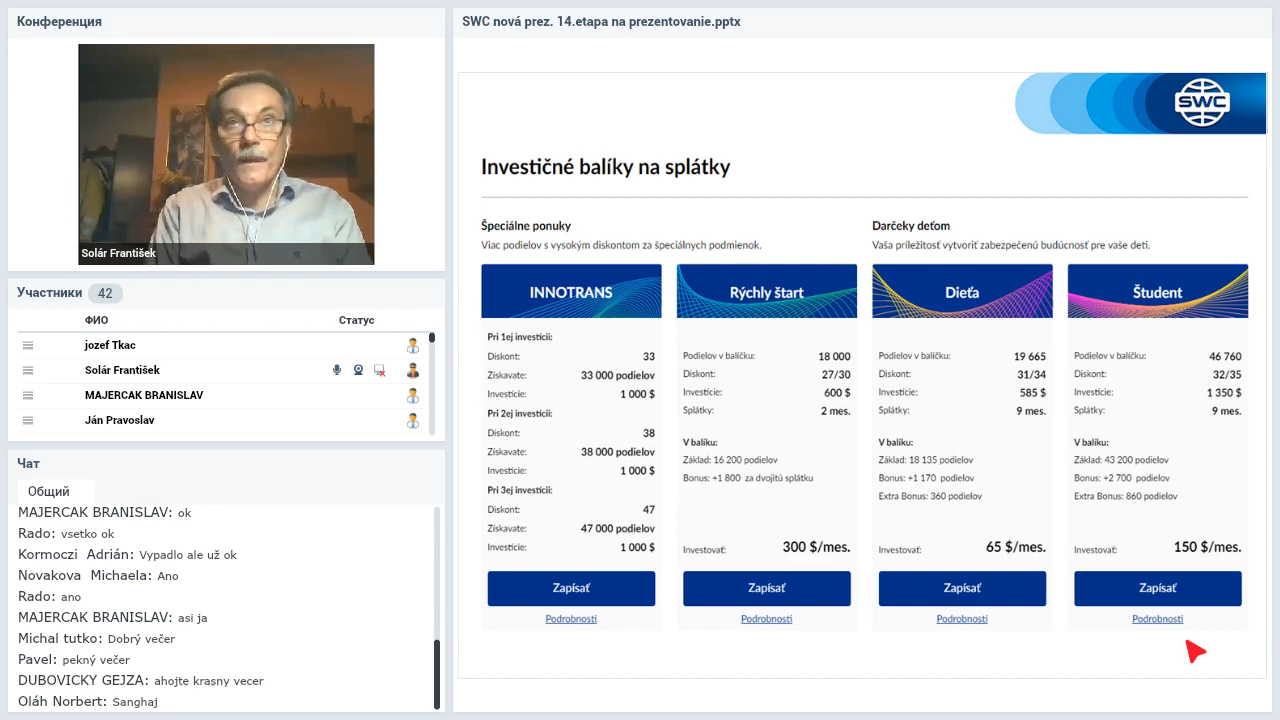 Конференция
Solár František
Участники 42
ФИО Статус
jozef Tkac
Solár František
MAJERCAK BRANISLAV
Ján Pravoslav
Чат
Общий
MAJERCAK BRANISLAV: ok
Rado: vsetko ok
Kormoczi Adrián: Vypadlo ale už ok
Novakova Michaela: Ano
Rado: ano
MAJERCAK BRANISLAV: asi ja
Michal tutko: Dobrý večer
Pavel: pekný večer
DUBOVICKY GEJZA: ahojte krasny vecer
Oláh Norbert: Sanghaj
SWC nová prez. 14.etapa na prezentovanie.pptx
SWC
Investičné balíky na splátky
Špeciálne ponuky
Viac podielov s vysokým diskontom za špeciálnych podmienok.
Darčeky deťom
Vaša príležitosť vytvoriť zabezpečenú budúcnosť pre vaše deti.
INNOTRANS
Pri 1ej investícii:
Diskont: 33
Získavate: 33 000 podielov
Investície: 1 000 $
Pri 2ej investícii:
Diskont: 38
Získavate: 38 000 podielov
Investície: 1 000 $
Pri 3ej investícii:
Diskont: 47
Získavate: 47 000 podielov
Investície: 1 000 $
Zapísať
Podrobnosti
Rýchly štart
Podielov v balíčku: 18 000
Diskont: 27/30
Investície: 600 $
Splátky: 2 mes.
V balíku:
Základ: 16 200 podielov
Bonus: +1 800 za dvojitú splátku
Investovať: 300 $/mes.
Zapísať
Podrobnosti
Dieťa
Podielov v balíčku: 19 665
Diskont: 31/34
Investície: 585 $
Splátky: 9 mes.
V balíku:
Základ: 18 135 podielov
Bonus: +1 170 podielov
Extra Bonus: 360 podielov
Investovať: 65 $/mes.
Zapísať
Podrobnosti
Študent
Podielov v balíčku: 46 760
Diskont: 32/35
Investície: 1 350 $
Splátky: 9 mes.
V balíku:
Základ: 43 200 podielov
Bonus: +2 700 podielov
Extra Bonus: 860 podielov
Investovať: 150 $/mes.
Zapísať
Podrobnosti